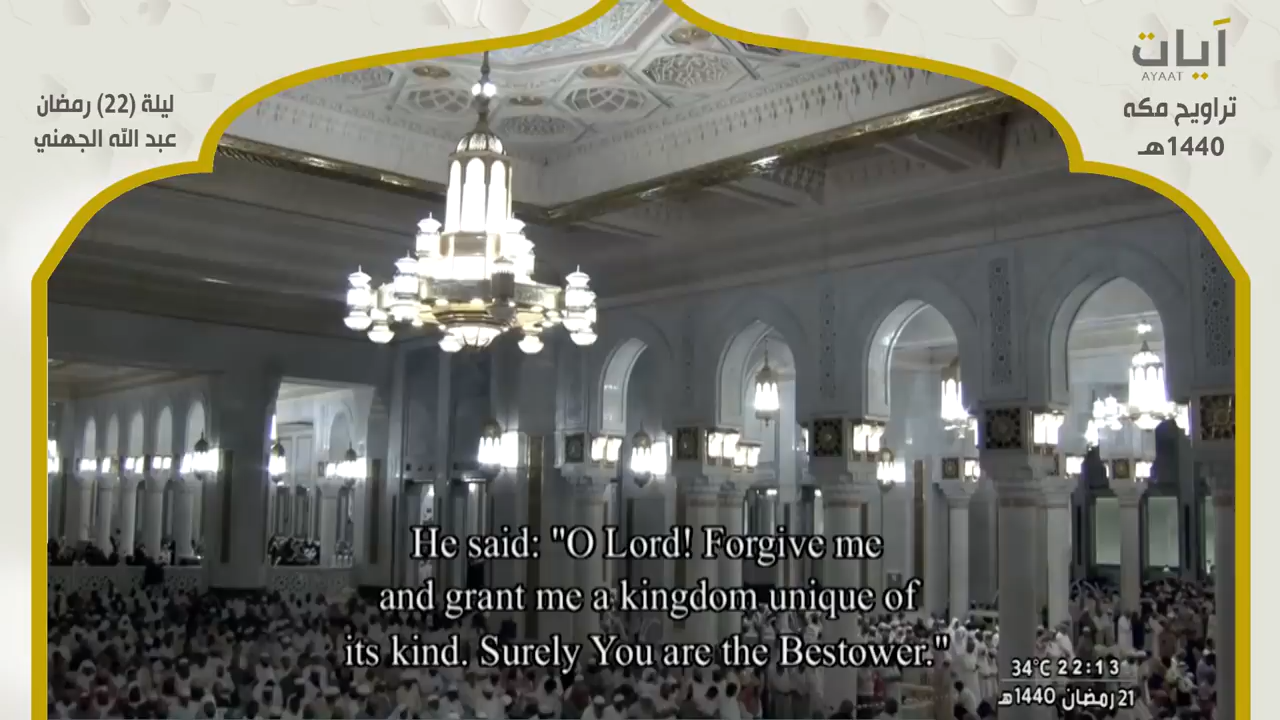 آيات
AYAAT
تراويح مكه
1440هـ
ليلة (22) رمضان
عبد الله الجهني
He said: "O Lord! Forgive me
and grant me a kingdom unique of
its kind. Surely You are the Bestower."
34°C 22:13
21 رمضان 1440هـ